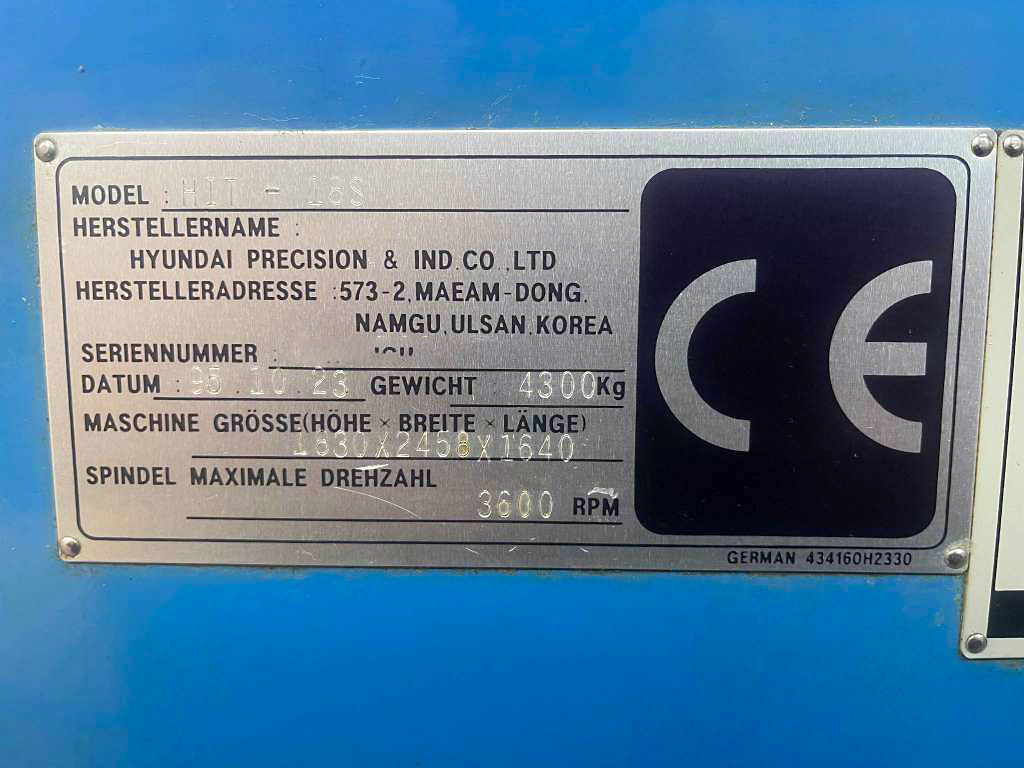 MODEL : HIT - 18S
HERSTELLERNAME :
HYUNDAI PRECISION & IND.CO.,LTD
HERSTELLERADRESSE :573-2,MAEAM-DONG,
NAMGU,ULSAN,KOREA
SERIENNUMMER :
DATUM : 95.10.23 GEWICHT : 4300Kg
MASCHINE GRÖSSE(HÖHE × BREITE × LÄNGE)
1830X2458X1640
SPINDEL MAXIMALE DREHZAHL
3600 RPM
CE
GERMAN 434160H2330